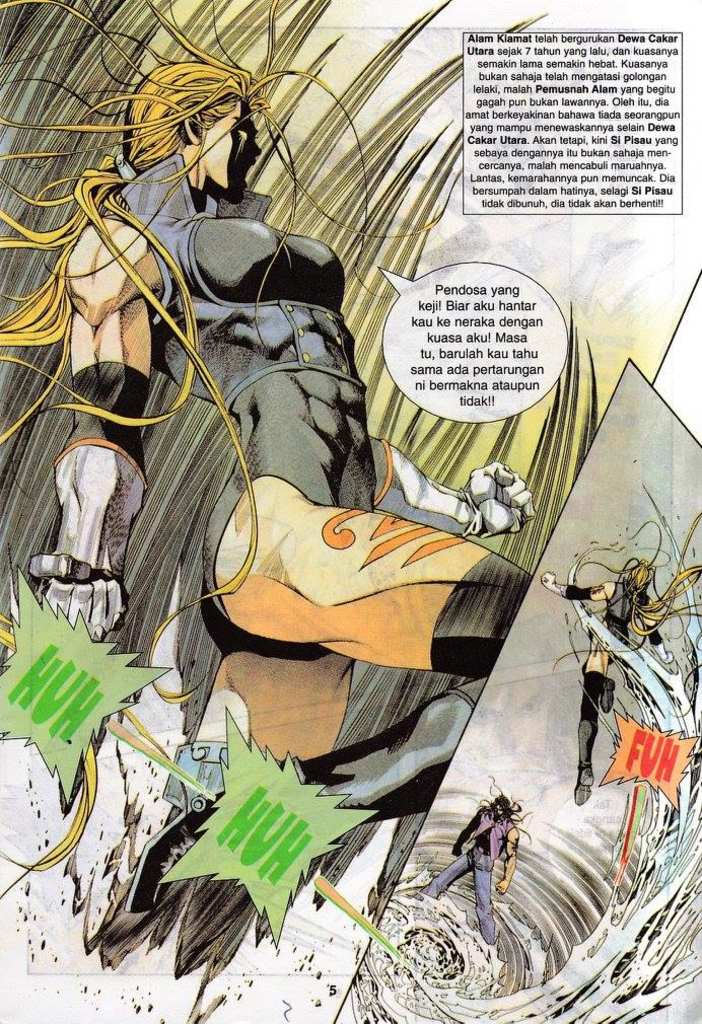 Alam Kiamat telah bergurukan Dewa Cakar
Utara sejak 7 tahun yang lalu, dan kuasanya
semakin lama semakin hebat. Kuasanya
bukan sahaja telah mengatasi golongan
lelaki, malah Pemusnah Alam yang begitu
gagah pun bukan lawannya. Oleh itu, dia
amat berkeyakinan bahawa tiada seorangpun
yang mampu menewaskannya selain Dewa
Cakar Utara. Akan tetapi, kini Si Pisau yang
sebaya dengannya itu bukan sahaja men-
cercanya, malah mencabuli maruahnya.
Lantas, kemarahannya pun memuncak. Dia
bersumpah dalam hatinya, selagi Si Pisau
tidak dibunuh, dia tidak akan berhenti!!
Pendosa yang
keji! Biar aku hantar
kau ke neraka dengan
kuasa aku! Masa
tu, barulah kau tahu
sama ada pertarungan
ni bermakna ataupun
tidak!!
HUH
HUH
FUH
5